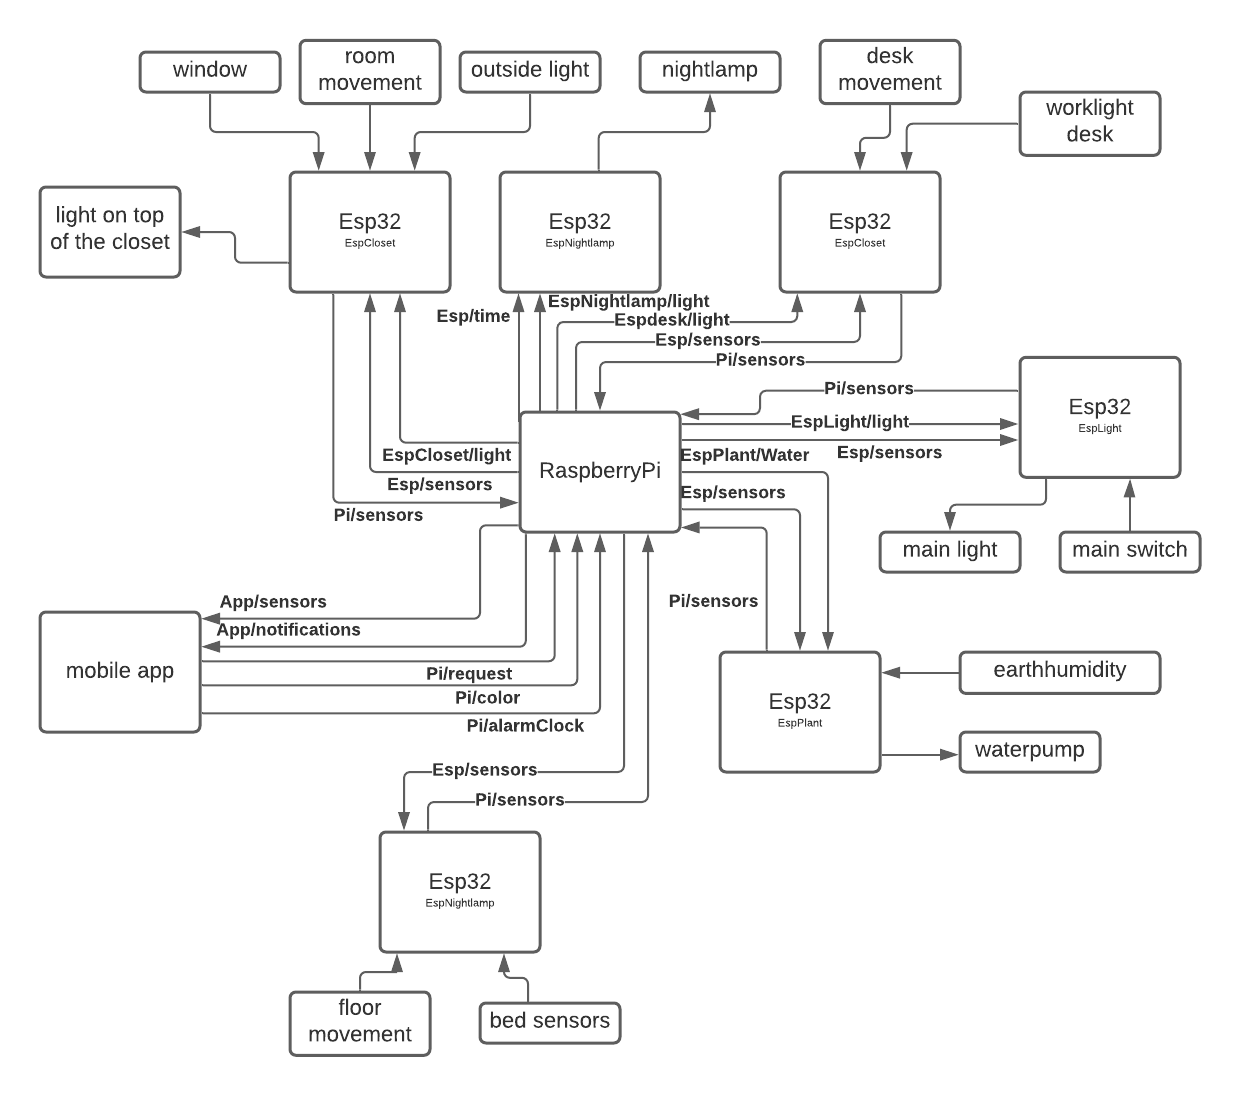 window
room
movement
outside light
nightlamp
desk
movement
worklight
desk
light on top
of the closet
Esp32
EspCloset
Esp32
EspNightlamp
Esp32
EspCloset
Esp/time
EspNightlamp/light
Espdesk/light
Esp/sensors
Pi/sensors
Pi/sensors
EspLight/light
Esp/sensors
Esp32
EspLight
EspCloset/light
Esp/sensors
Pi/sensors
RaspberryPi
EspPlant/Water
Esp/sensors
main light
main switch
App/sensors
App/notifications
Pi/sensors
mobile app
Pi/request
Pi/color
Pi/alarmClock
Esp32
EspPlant
earthhumidity
waterpump
Esp/sensors
Pi/sensors
Esp32
EspNightlamp
floor
movement
bed sensors